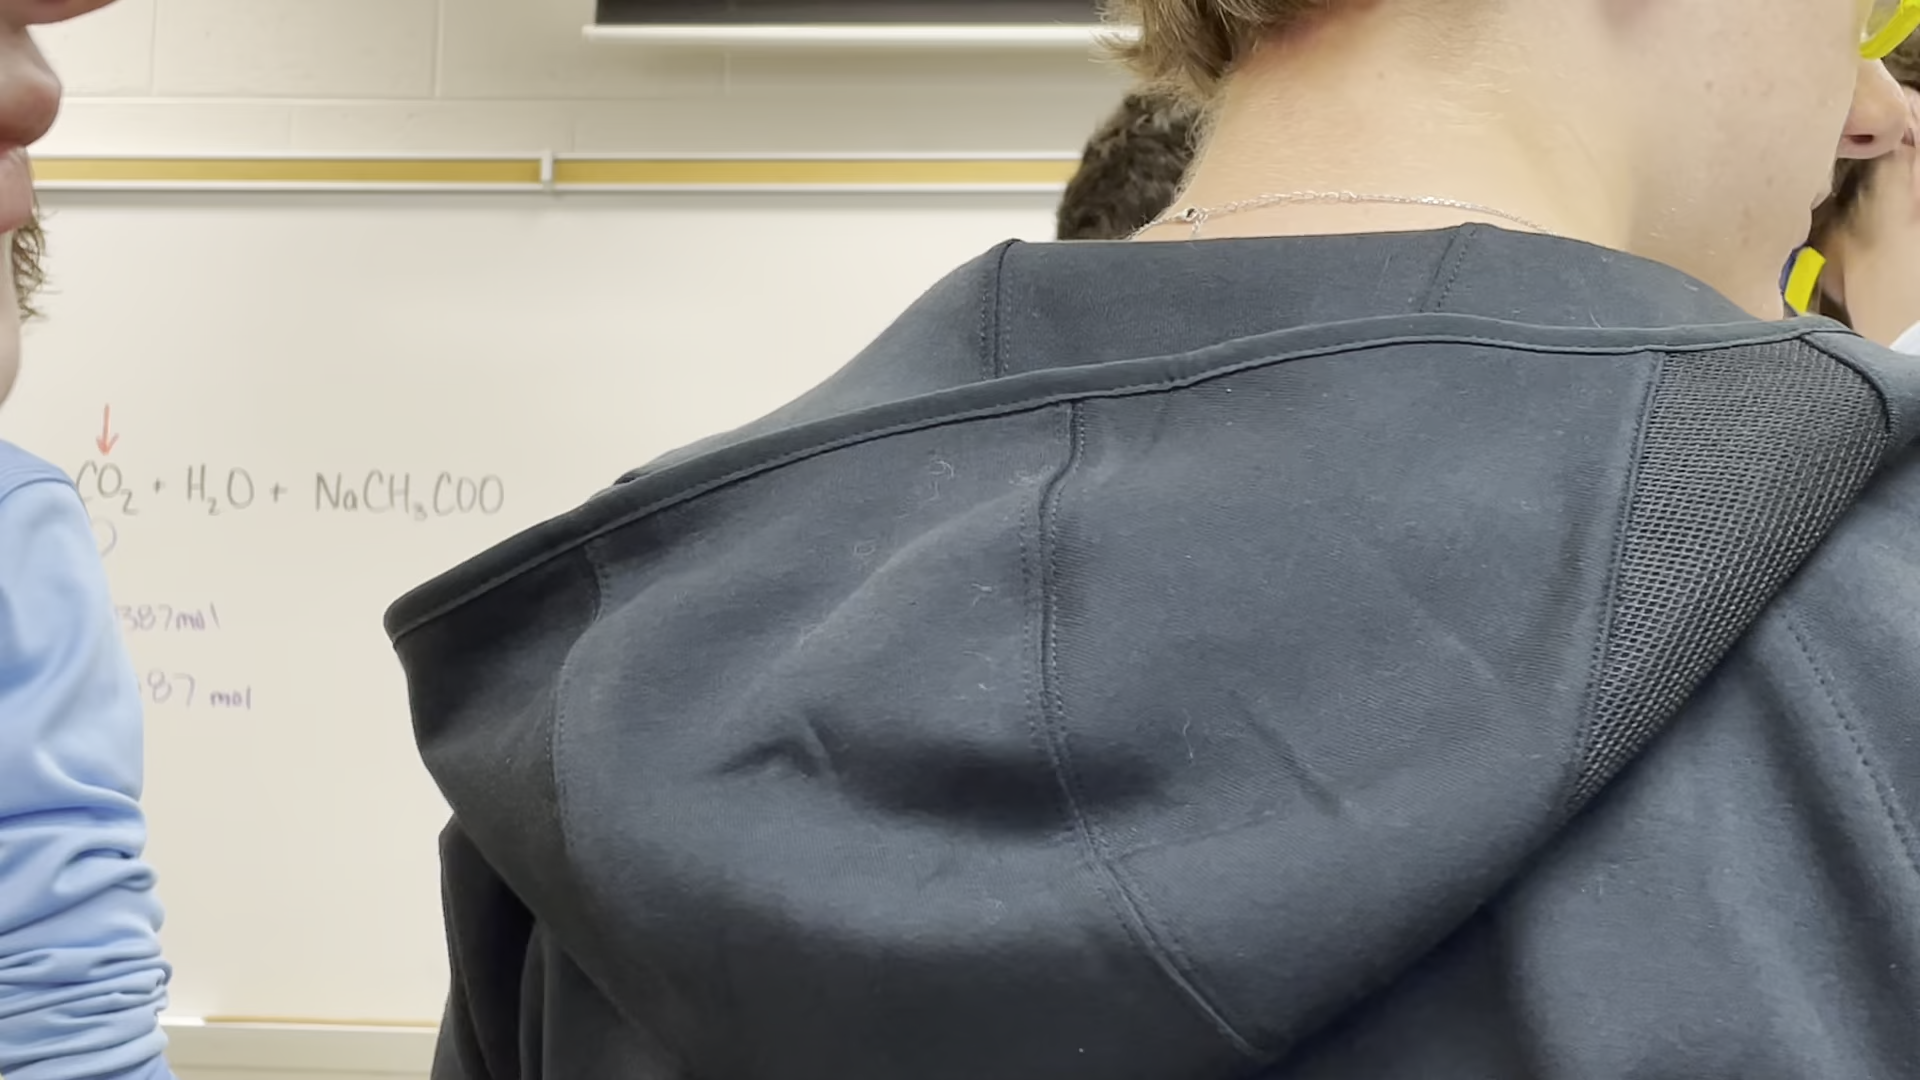 CO₂ + H₂O + NaCH₃COO
387 mol
87 mol